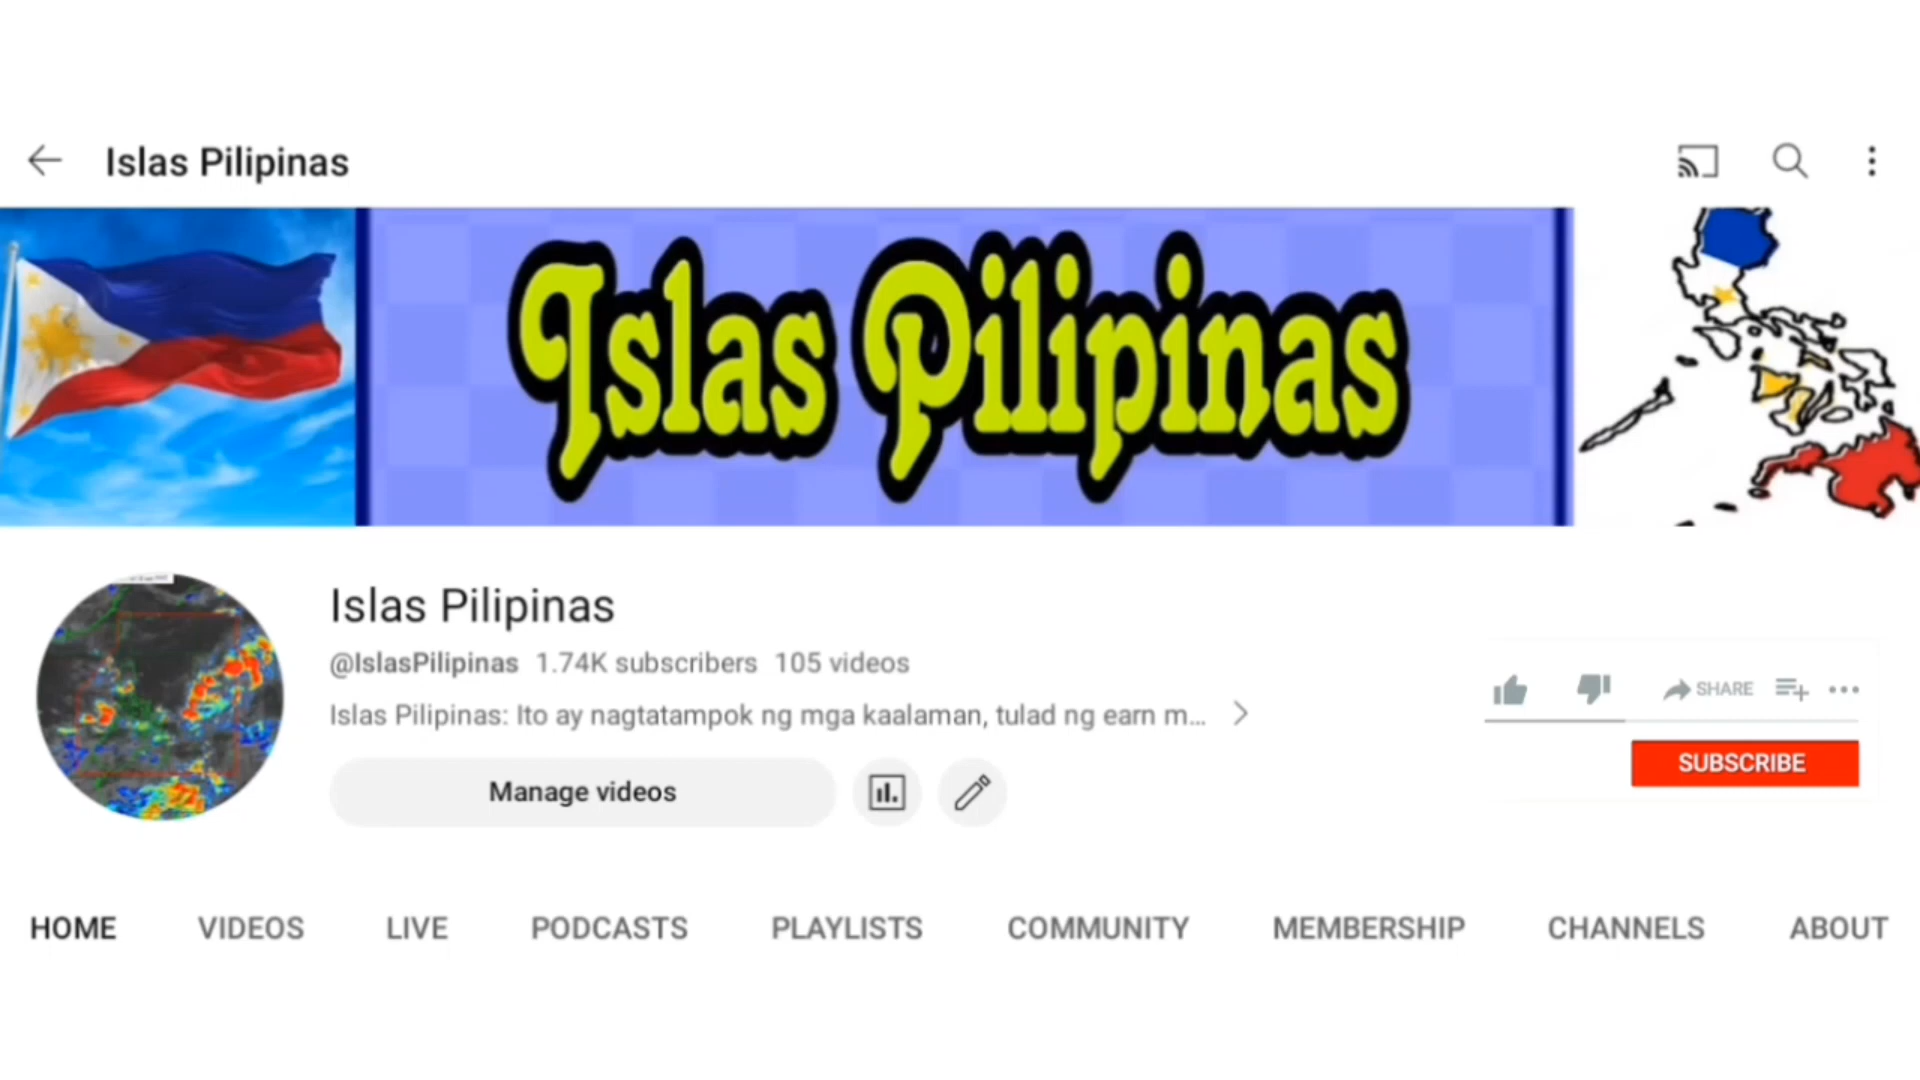 Islas Pilipinas
Islas Pilipinas
Islas Pilipinas
@IslasPilipinas 1.74K subscribers 105 videos
Islas Pilipinas: Ito ay nagtatampok ng mga kaalaman, tulad ng earn m...
SHARE
Manage videos
SUBSCRIBE
HOME VIDEOS LIVE PODCASTS PLAYLISTS COMMUNITY MEMBERSHIP CHANNELS ABOUT